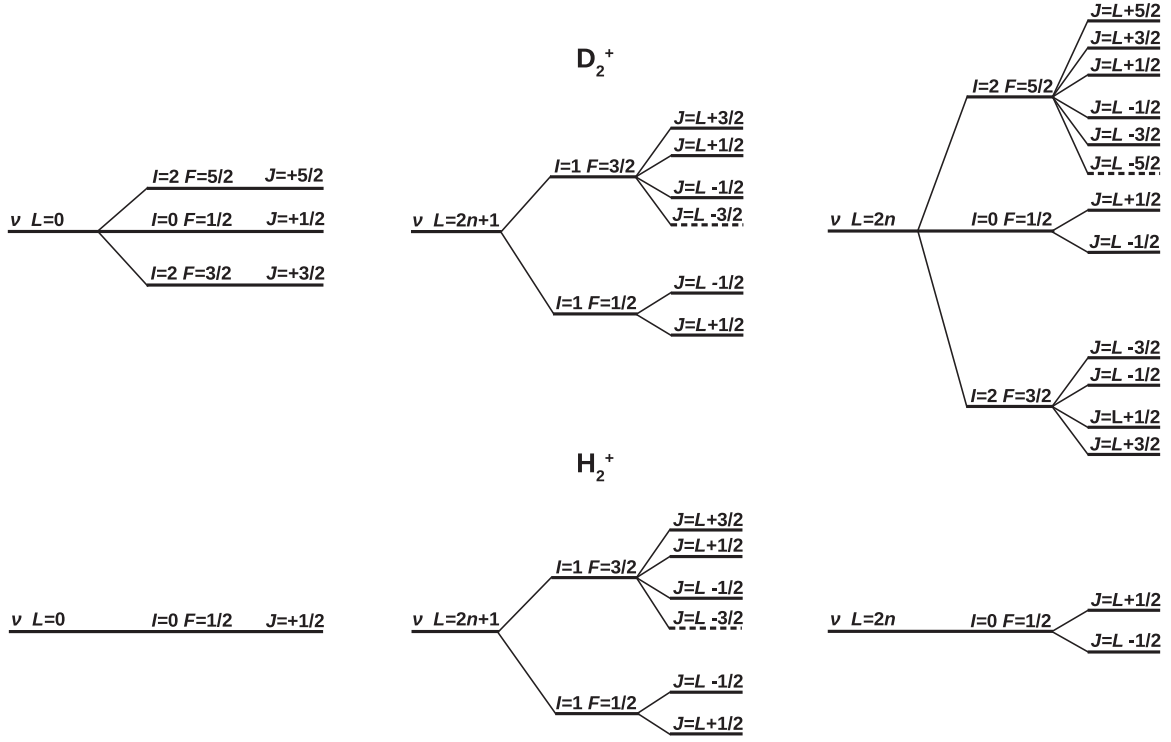 D₂⁺
ν L=0
I=2 F=5/2 J=+5/2
I=0 F=1/2 J=+1/2
I=2 F=3/2 J=+3/2
ν L=2n+1
I=1 F=3/2
J=L+3/2
J=L+1/2
J=L -1/2
J=L -3/2
I=1 F=1/2
J=L -1/2
J=L+1/2
ν L=2n
I=2 F=5/2
J=L+5/2
J=L+3/2
J=L+1/2
J=L -1/2
J=L -3/2
J=L -5/2
I=0 F=1/2
J=L+1/2
J=L -1/2
I=2 F=3/2
J=L -3/2
J=L -1/2
J=L+1/2
J=L+3/2
H₂⁺
ν L=0 I=0 F=1/2 J=+1/2
ν L=2n+1
I=1 F=3/2
J=L+3/2
J=L+1/2
J=L -1/2
J=L -3/2
I=1 F=1/2
J=L -1/2
J=L+1/2
ν L=2n
I=0 F=1/2
J=L+1/2
J=L -1/2